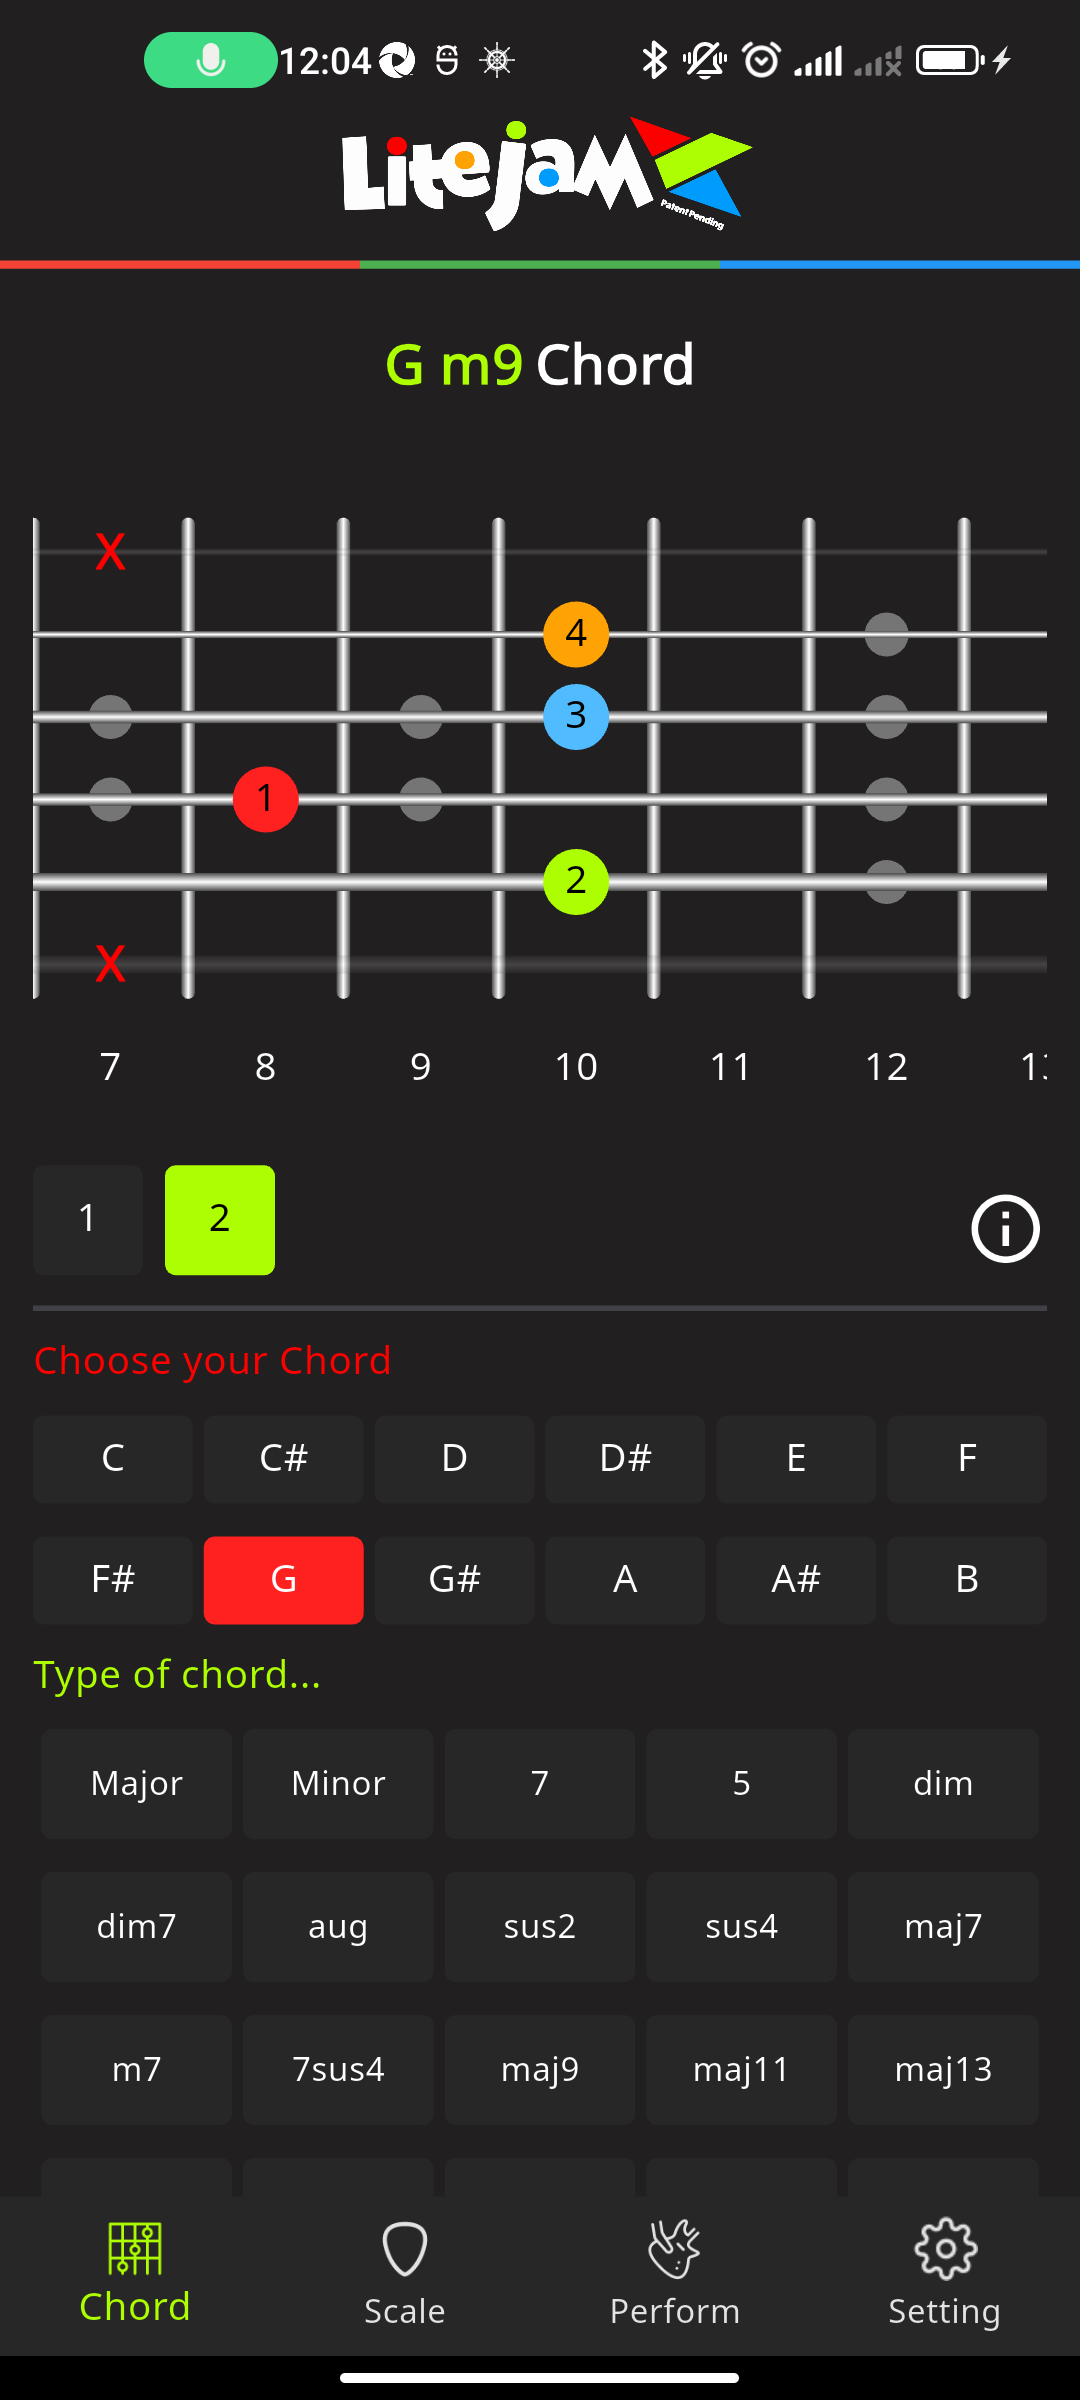 12:04
Litejam
Patent Pending
G m9 Chord
X
4
3
1
2
X
7 8 9 10 11 12
1 2
Choose your Chord
C C# D D# E F
F# G G# A A# B
Type of chord...
Major Minor 7 5 dim
dim7 aug sus2 sus4 maj7
m7 7sus4 maj9 maj11 maj13
Chord Scale Perform Setting